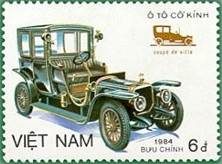 Ô TÔ CỔ KÍNH
coupé de ville
VIỆT NAM
1984
BƯU CHÍNH
6đ